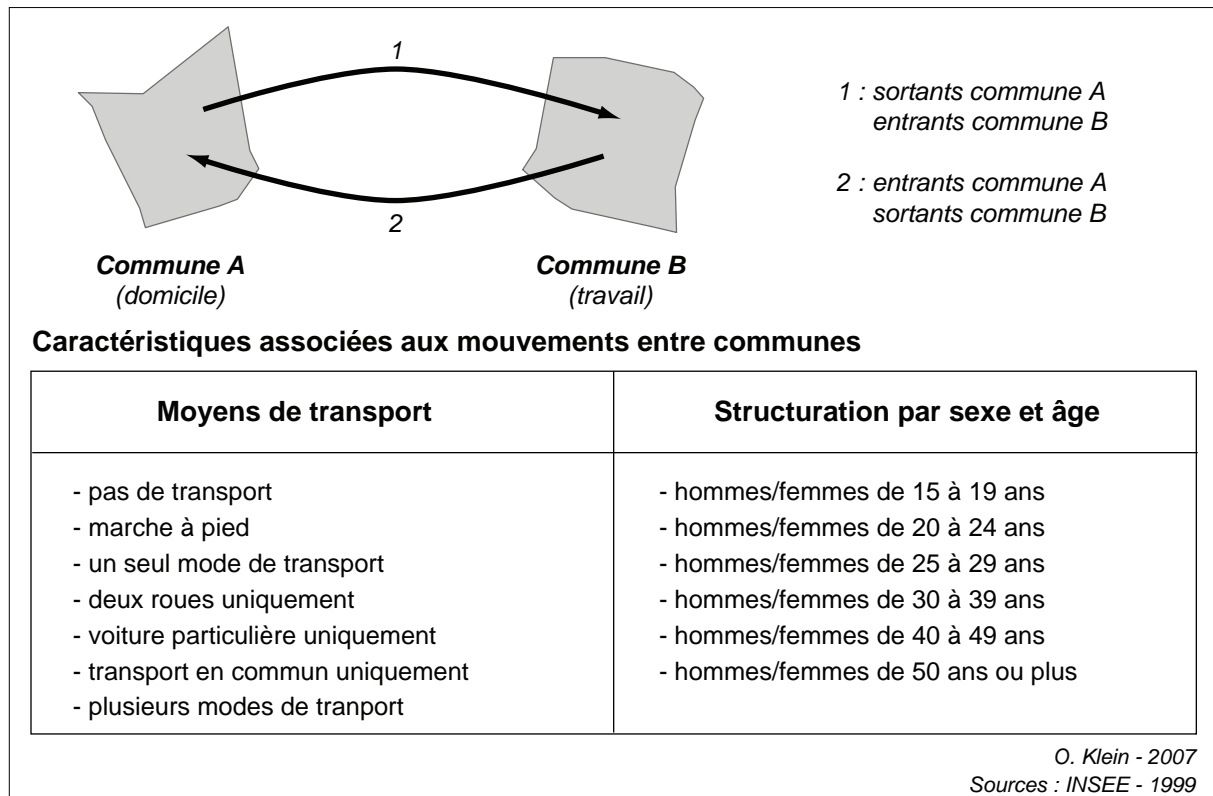 1
1 : sortants commune A
entrants commune B
2 : entrants commune A
sortants commune B
2
Commune A
(domicile)
Commune B
(travail)
Caractéristiques associées aux mouvements entre communes
Moyens de transport
- pas de transport
- marche à pied
- un seul mode de transport
- deux roues uniquement
- voiture particulière uniquement
- transport en commun uniquement
- plusieurs modes de tranport
Structuration par sexe et âge
- hommes/femmes de 15 à 19 ans
- hommes/femmes de 20 à 24 ans
- hommes/femmes de 25 à 29 ans
- hommes/femmes de 30 à 39 ans
- hommes/femmes de 40 à 49 ans
- hommes/femmes de 50 ans ou plus
O. Klein - 2007
Sources : INSEE - 1999